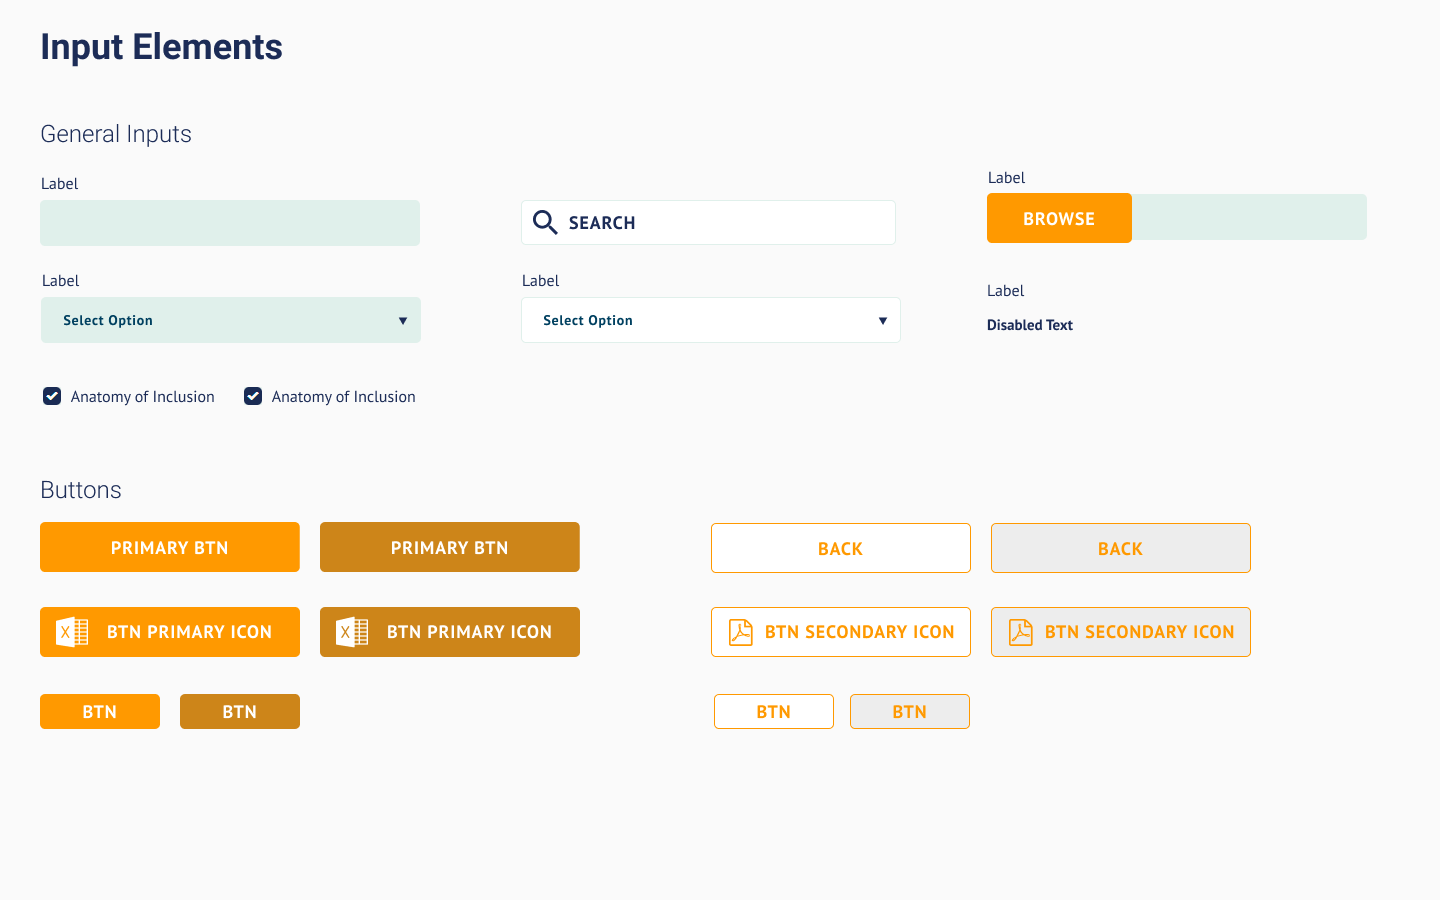 Input Elements
General Inputs
Label
SEARCH
Label
BROWSE
Label
Select Option
Label
Select Option
Label
Disabled Text
Anatomy of Inclusion
Anatomy of Inclusion
Buttons
PRIMARY BTN
PRIMARY BTN
BACK
BACK
X
BTN PRIMARY ICON
X
BTN PRIMARY ICON
BTN SECONDARY ICON
BTN SECONDARY ICON
BTN
BTN
BTN
BTN